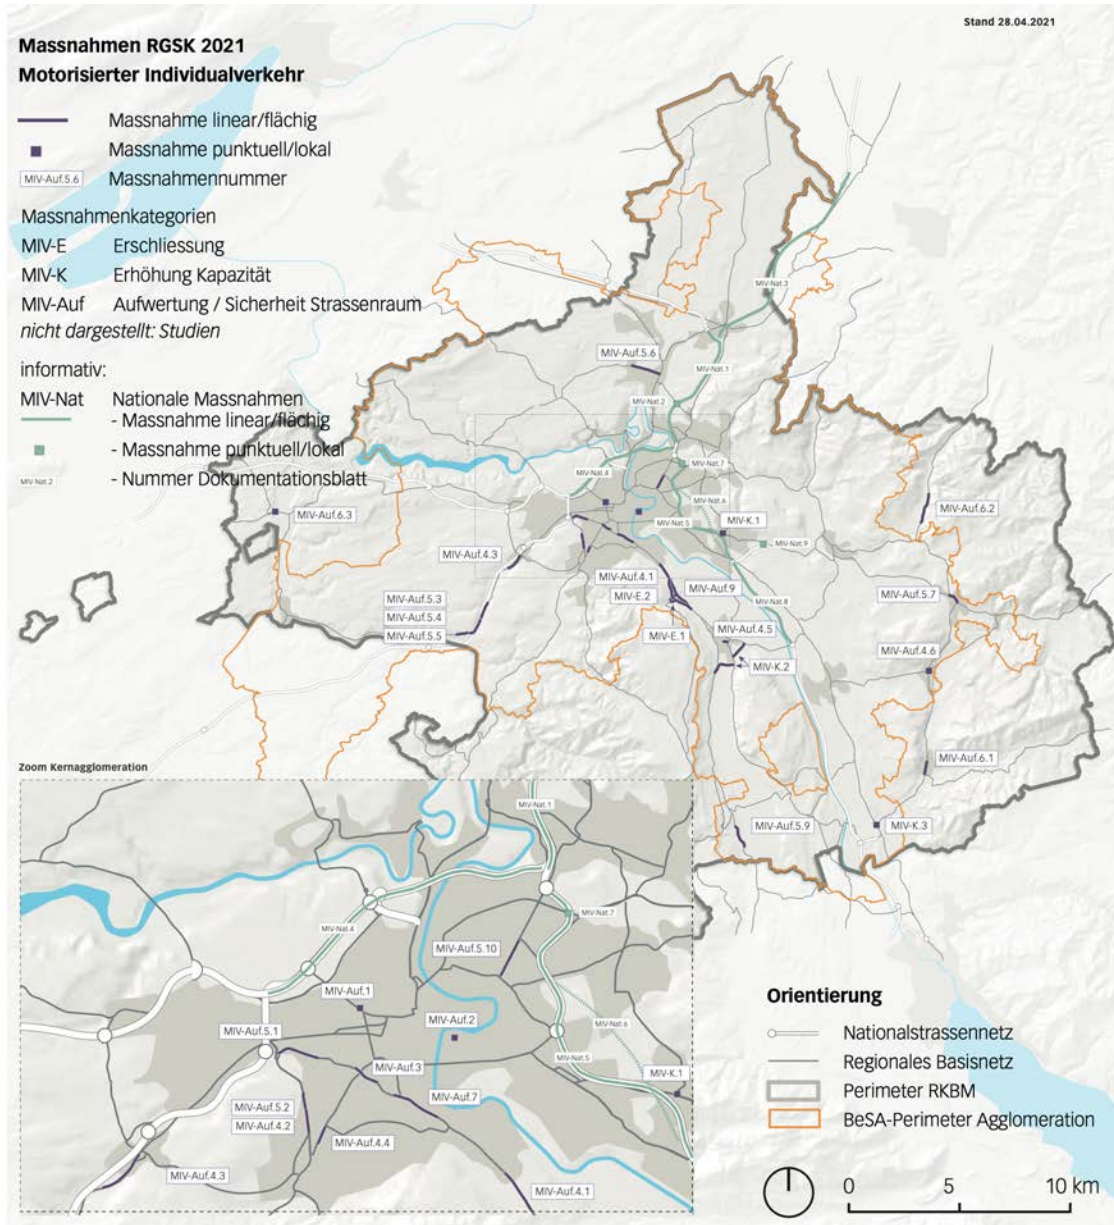 Stand 28.04.2021
Massnahmen RGSK 2021
Motorisierter Individualverkehr
Massnahme linear/flächig
Massnahme punktuell/lokal
MIV-Auf.5.6 Massnahmennummer
Massnahmenkategorien
MIV-E Erschliessung
MIV-K Erhöhung Kapazität
MIV-Auf Aufwertung / Sicherheit Strassenraum
nicht dargestellt: Studien
informativ:
MIV-Nat Nationale Massnahmen
- Massnahme linear/flächig
- Massnahme punktuell/lokal
MIV-Nat.2 - Nummer Dokumentationsblatt
MIV-Nat.3
MIV-Auf.5.6
MIV-Nat.1
MIV-Nat.2
MIV-Nat.4
MIV-Nat.7
MIV-Nat.6
MIV-Auf.6.3
MIV-Auf.6.2
MIV-K.1
MIV-Nat.5
MIV-Nat.9
MIV-Auf.4.3
MIV-Auf.4.1
MIV-Auf.9
MIV-E.2
MIV-Auf.5.3
MIV-Auf.5.4
MIV-Auf.5.5
MIV-Nat.8
MIV-Auf.5.7
MIV-E.1
MIV-Auf.4.5
MIV-K.2
MIV-Auf.4.6
MIV-Auf.6.1
MIV-Auf.5.9
MIV-K.3
Zoom Kernagglomeration
MIV-Nat.1
MIV-Nat.7
MIV-Nat.4
MIV-Auf.5.10
MIV-Auf.1
MIV-Auf.2
MIV-Auf.5.1
MIV-Nat.6
MIV-Nat.5
MIV-Auf.3
MIV-K.1
MIV-Auf.7
MIV-Auf.5.2
MIV-Auf.4.2
MIV-Auf.4.4
MIV-Auf.4.3
MIV-Auf.4.1
Orientierung
Nationalstrassennetz
Regionales Basisnetz
Perimeter RKBM
BeSA-Perimeter Agglomeration
0 5 10 km